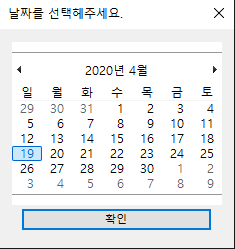 날짜를 선택헤주세요.
2020년 4월
일 월 화 수 목 금 토
29 30 31 1 2 3 4
5 6 7 8 9 10 11
12 13 14 15 16 17 18
19 20 21 22 23 24 25
26 27 28 29 30 1 2
3 4 5 6 7 8 9
확인